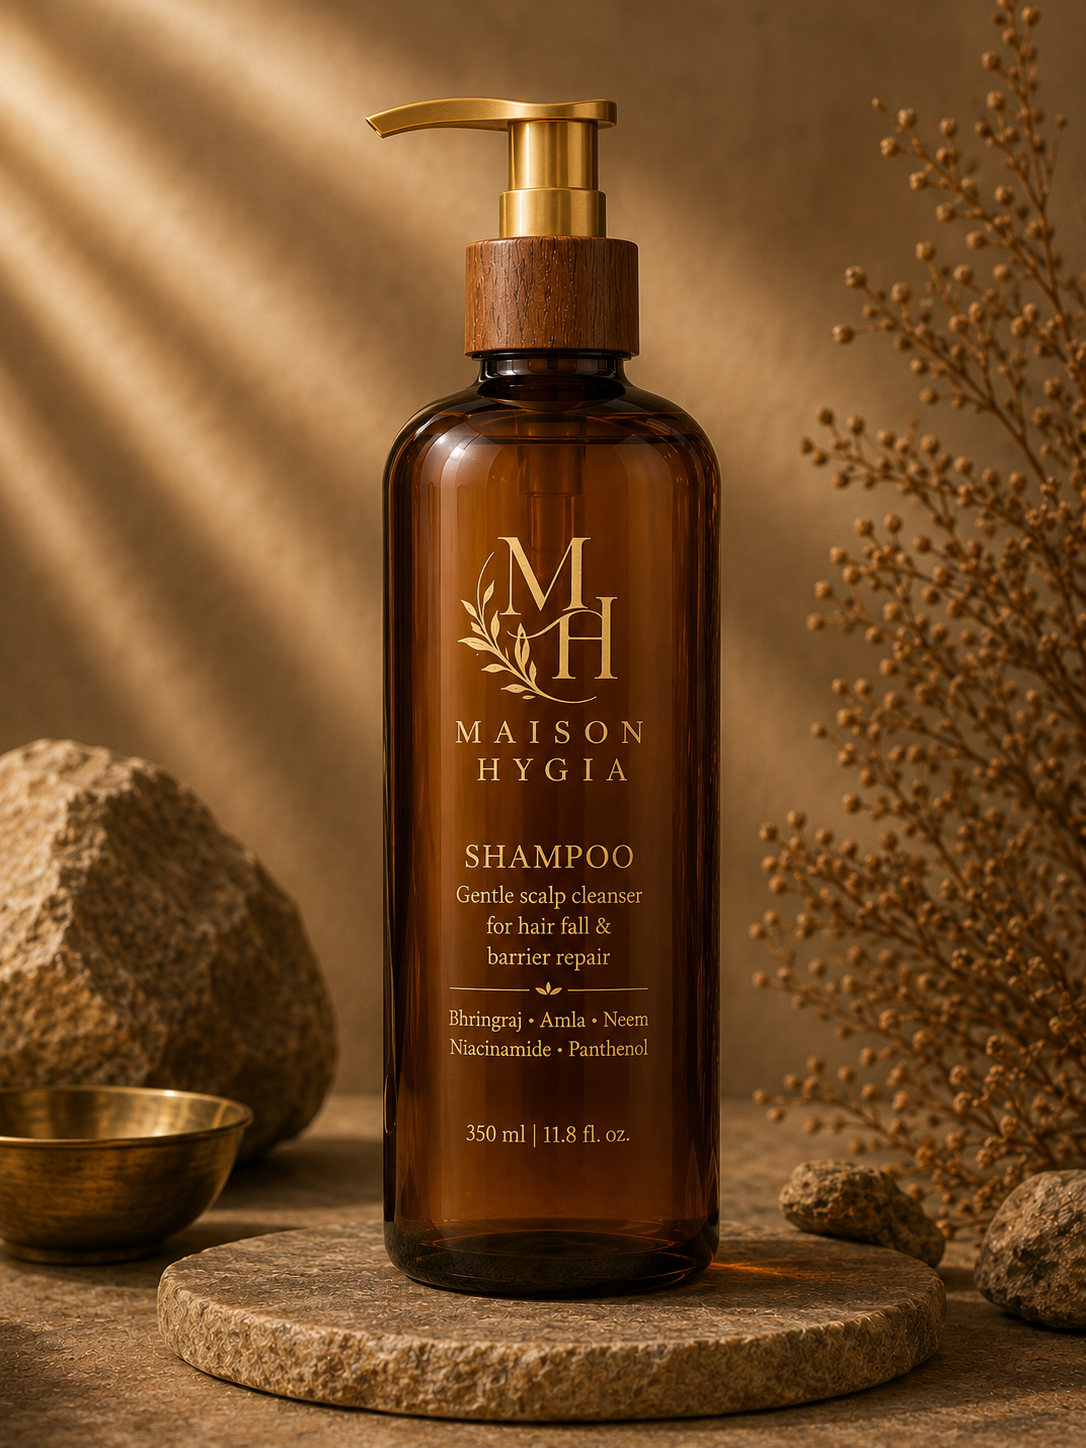 MH
MAISON
HYGIA
SHAMPOO
Gentle scalp cleanser
for hair fall &
barrier repair
Bhringraj • Amla • Neem
Niacinamide • Panthenol
350 ml | 11.8 fl. oz.